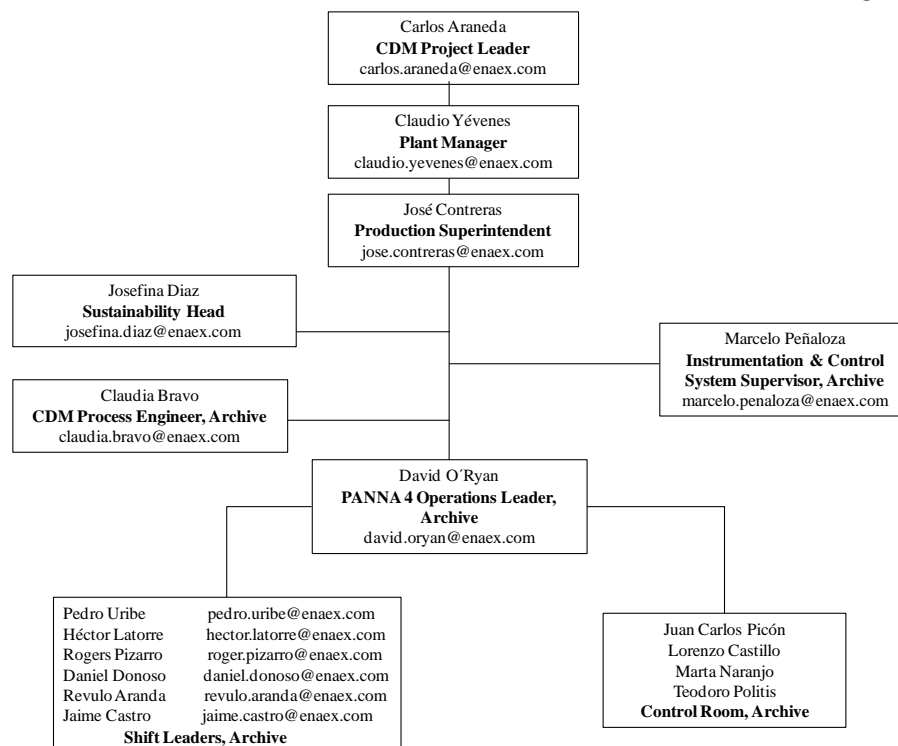 Carlos Araneda
CDM Project Leader
carlos.araneda@enaex.com
Claudio Yévenes
Plant Manager
claudio.yevenes@enaex.com
José Contreras
Production Superintendent
jose.contreras@enaex.com
Josefina Diaz
Sustainability Head
josefina.diaz@enaex.com
Marcelo Peñaloza
Instrumentation & Control
System Supervisor, Archive
marcelo.penaloza@enaex.com
Claudia Bravo
CDM Process Engineer, Archive
claudia.bravo@enaex.com
David O´Ryan
PANNA 4 Operations Leader,
Archive
david.oryan@enaex.com
Pedro Uribe pedro.uribe@enaex.com
Héctor Latorre hector.latorre@enaex.com
Rogers Pizarro roger.pizarro@enaex.com
Daniel Donoso daniel.donoso@enaex.com
Revulo Aranda revulo.aranda@enaex.com
Jaime Castro jaime.castro@enaex.com
Shift Leaders, Archive
Juan Carlos Picón
Lorenzo Castillo
Marta Naranjo
Teodoro Politis
Control Room, Archive